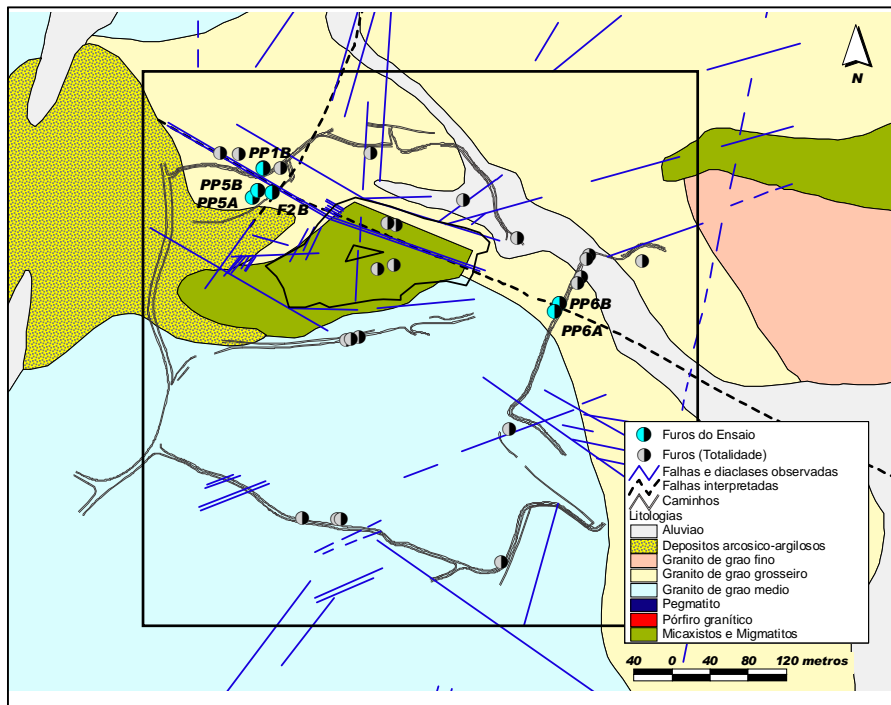 N
PP1B
PP5B
PP5A
F2B
PP6B
PP6A
Furos do Ensaio
Furos (Totalidade)
Falhas e diaclases observadas
Falhas interpretadas
Caminhos
Litologias
Aluviao
Depositos arcosico-argilosos
Granito de grao fino
Granito de grao grosseiro
Granito de grao medio
Pegmatito
Pórfiro granítico
Micaxistos e Migmatitos
40 0 40 80 120 metros